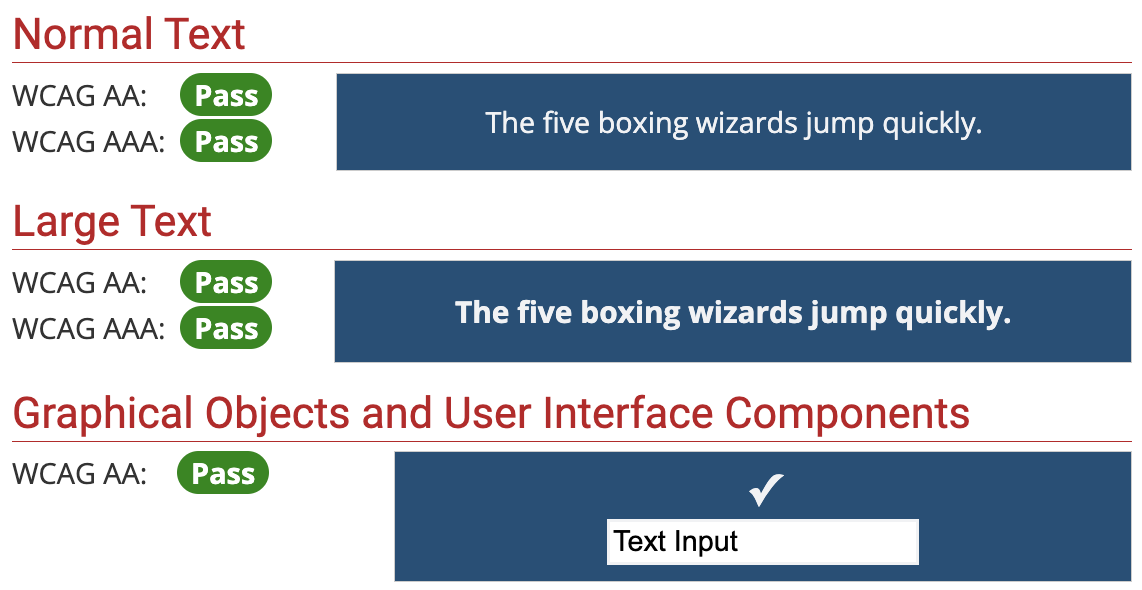 Normal Text
WCAG AA: Pass
WCAG AAA: Pass
The five boxing wizards jump quickly.
Large Text
WCAG AA: Pass
WCAG AAA: Pass
The five boxing wizards jump quickly.
Graphical Objects and User Interface Components
WCAG AA: Pass
✓
Text Input